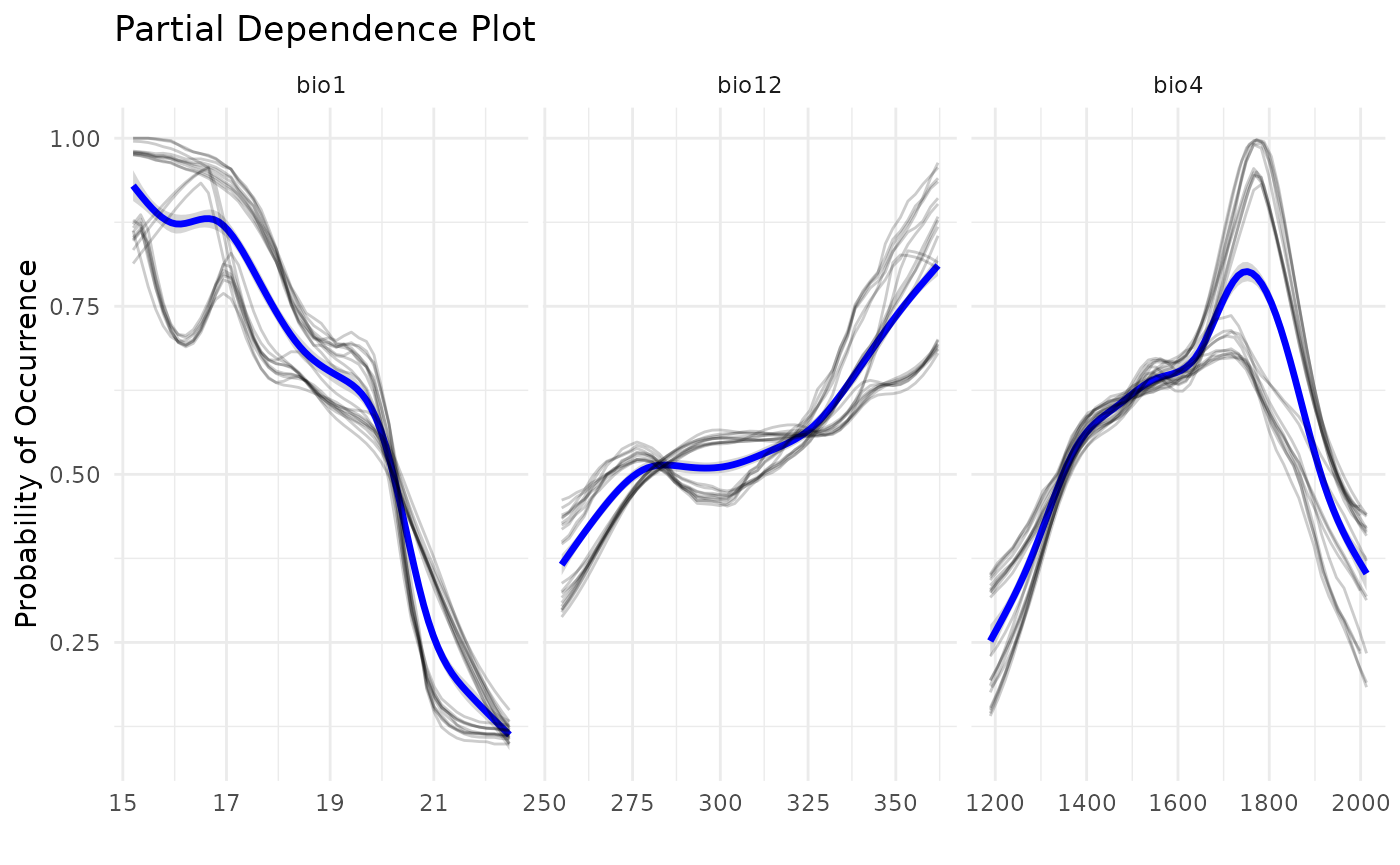 Partial Dependence Plot
bio1 bio12 bio4
Probability of Occurrence
1.00
0.75
0.50
0.25
15 17 19 21 250 275 300 325 350 1200 1400 1600 1800 2000